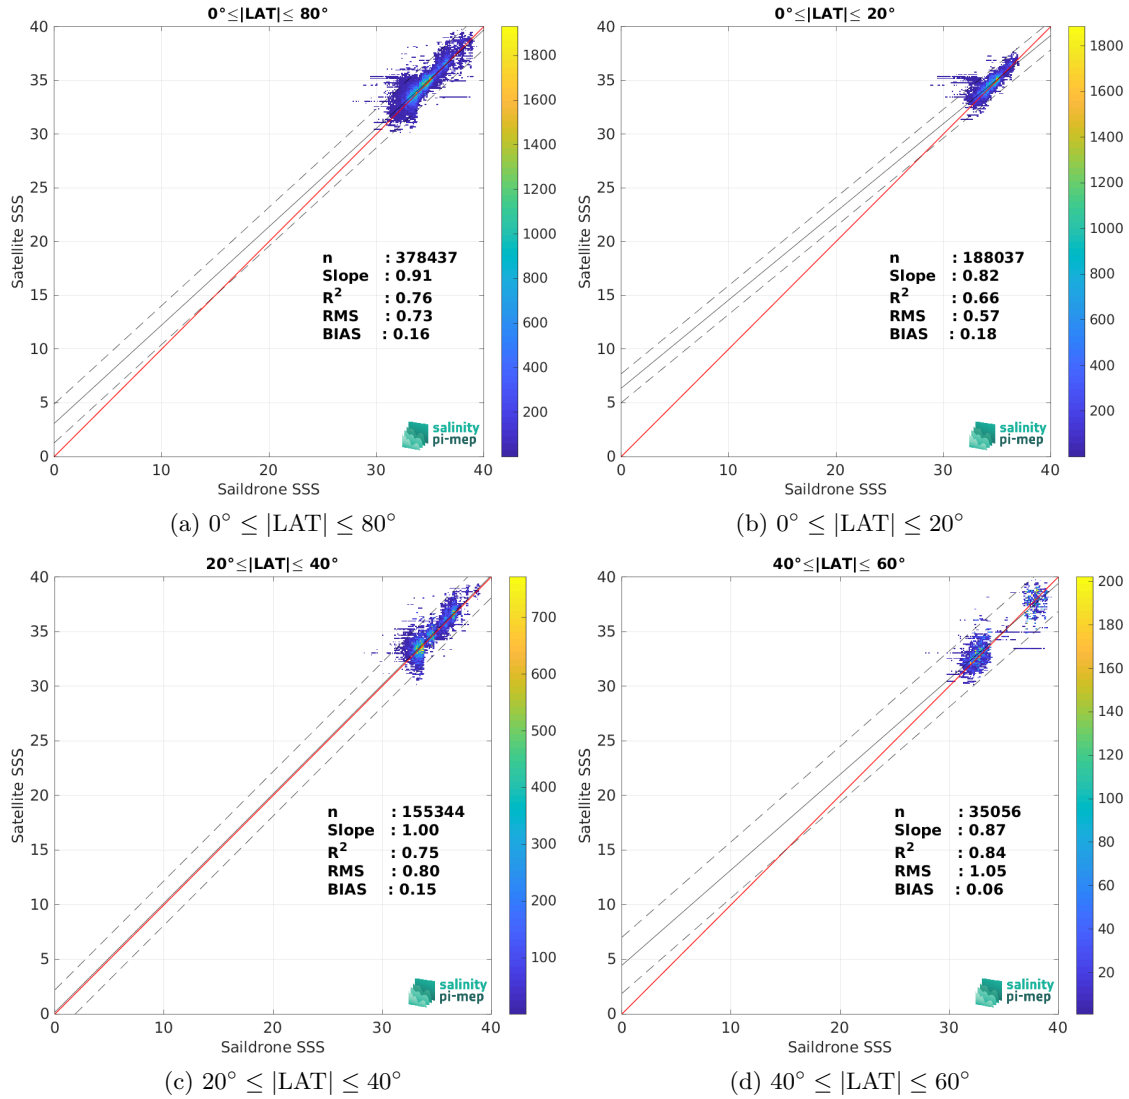 0°≤|LAT|≤ 80°
40
35
30
25
20
15
10
5
0
Satellite SSS
n : 378437
Slope : 0.91
R² : 0.76
RMS : 0.73
BIAS : 0.16
salinity
pi-mep
0 10 20 30 40
Saildrone SSS
1800
1600
1400
1200
1000
800
600
400
200
(a) 0° ≤ |LAT| ≤ 80°
0°≤|LAT|≤ 20°
40
35
30
25
20
15
10
5
0
Satellite SSS
n : 188037
Slope : 0.82
R² : 0.66
RMS : 0.57
BIAS : 0.18
salinity
pi-mep
0 10 20 30 40
Saildrone SSS
1800
1600
1400
1200
1000
800
600
400
200
0
(b) 0° ≤ |LAT| ≤ 20°
20°≤|LAT|≤ 40°
40
35
30
25
20
15
10
5
0
Satellite SSS
n : 155344
Slope : 1.00
R² : 0.75
RMS : 0.80
BIAS : 0.15
salinity
pi-mep
0 10 20 30 40
Saildrone SSS
700
600
500
400
300
200
100
(c) 20° ≤ |LAT| ≤ 40°
40°≤|LAT|≤ 60°
40
35
30
25
20
15
10
5
0
Satellite SSS
n : 35056
Slope : 0.87
R² : 0.84
RMS : 1.05
BIAS : 0.06
salinity
pi-mep
0 10 20 30 40
Saildrone SSS
200
180
160
140
120
100
80
60
40
20
(d) 40° ≤ |LAT| ≤ 60°